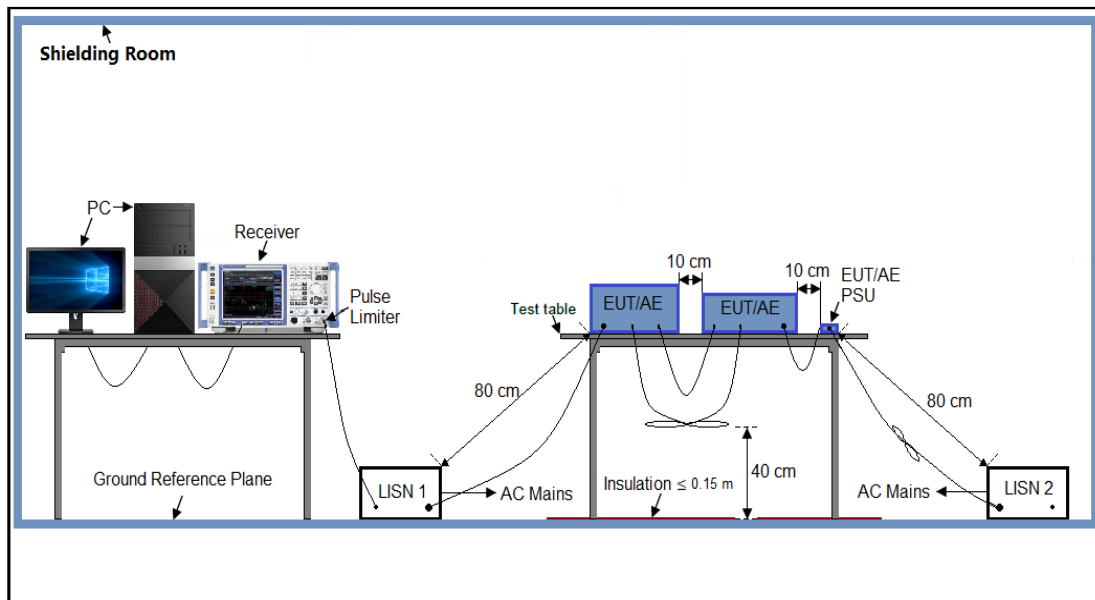 Shielding Room
PC
Receiver
Pulse
Limiter
10 cm
10 cm
EUT/AE
PSU
Test table
EUT/AE
EUT/AE
80 cm
80 cm
40 cm
Ground Reference Plane
LISN 1
AC Mains
Insulation ≤ 0.15 m
AC Mains
LISN 2